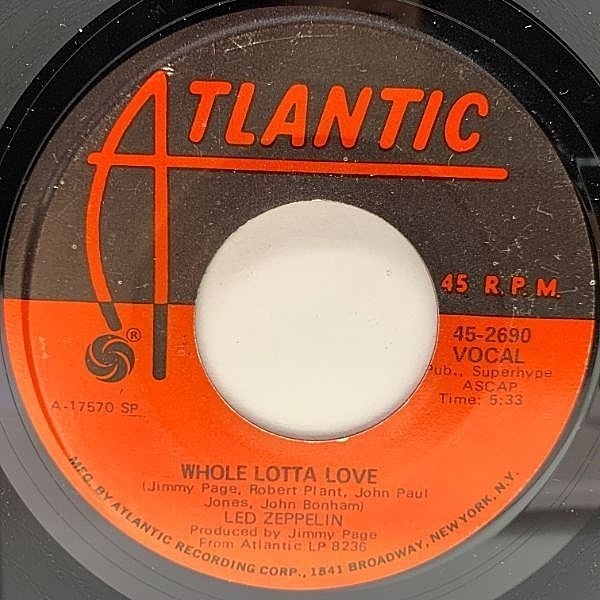 ATLANTIC
45 R.P.M.
®
45-2690
VOCAL
Pub., Superhype
ASCAP
Time: 5:33
A-17570 SP
WHOLE LOTTA LOVE
(Jimmy Page, Robert Plant, John Paul
Jones, John Bonham)
LED ZEPPELIN
Produced by Jimmy Page
From Atlantic LP 8236
MFG. BY ATLANTIC RECORDING CORP., 1841 BROADWAY, NEW YORK, N.Y.